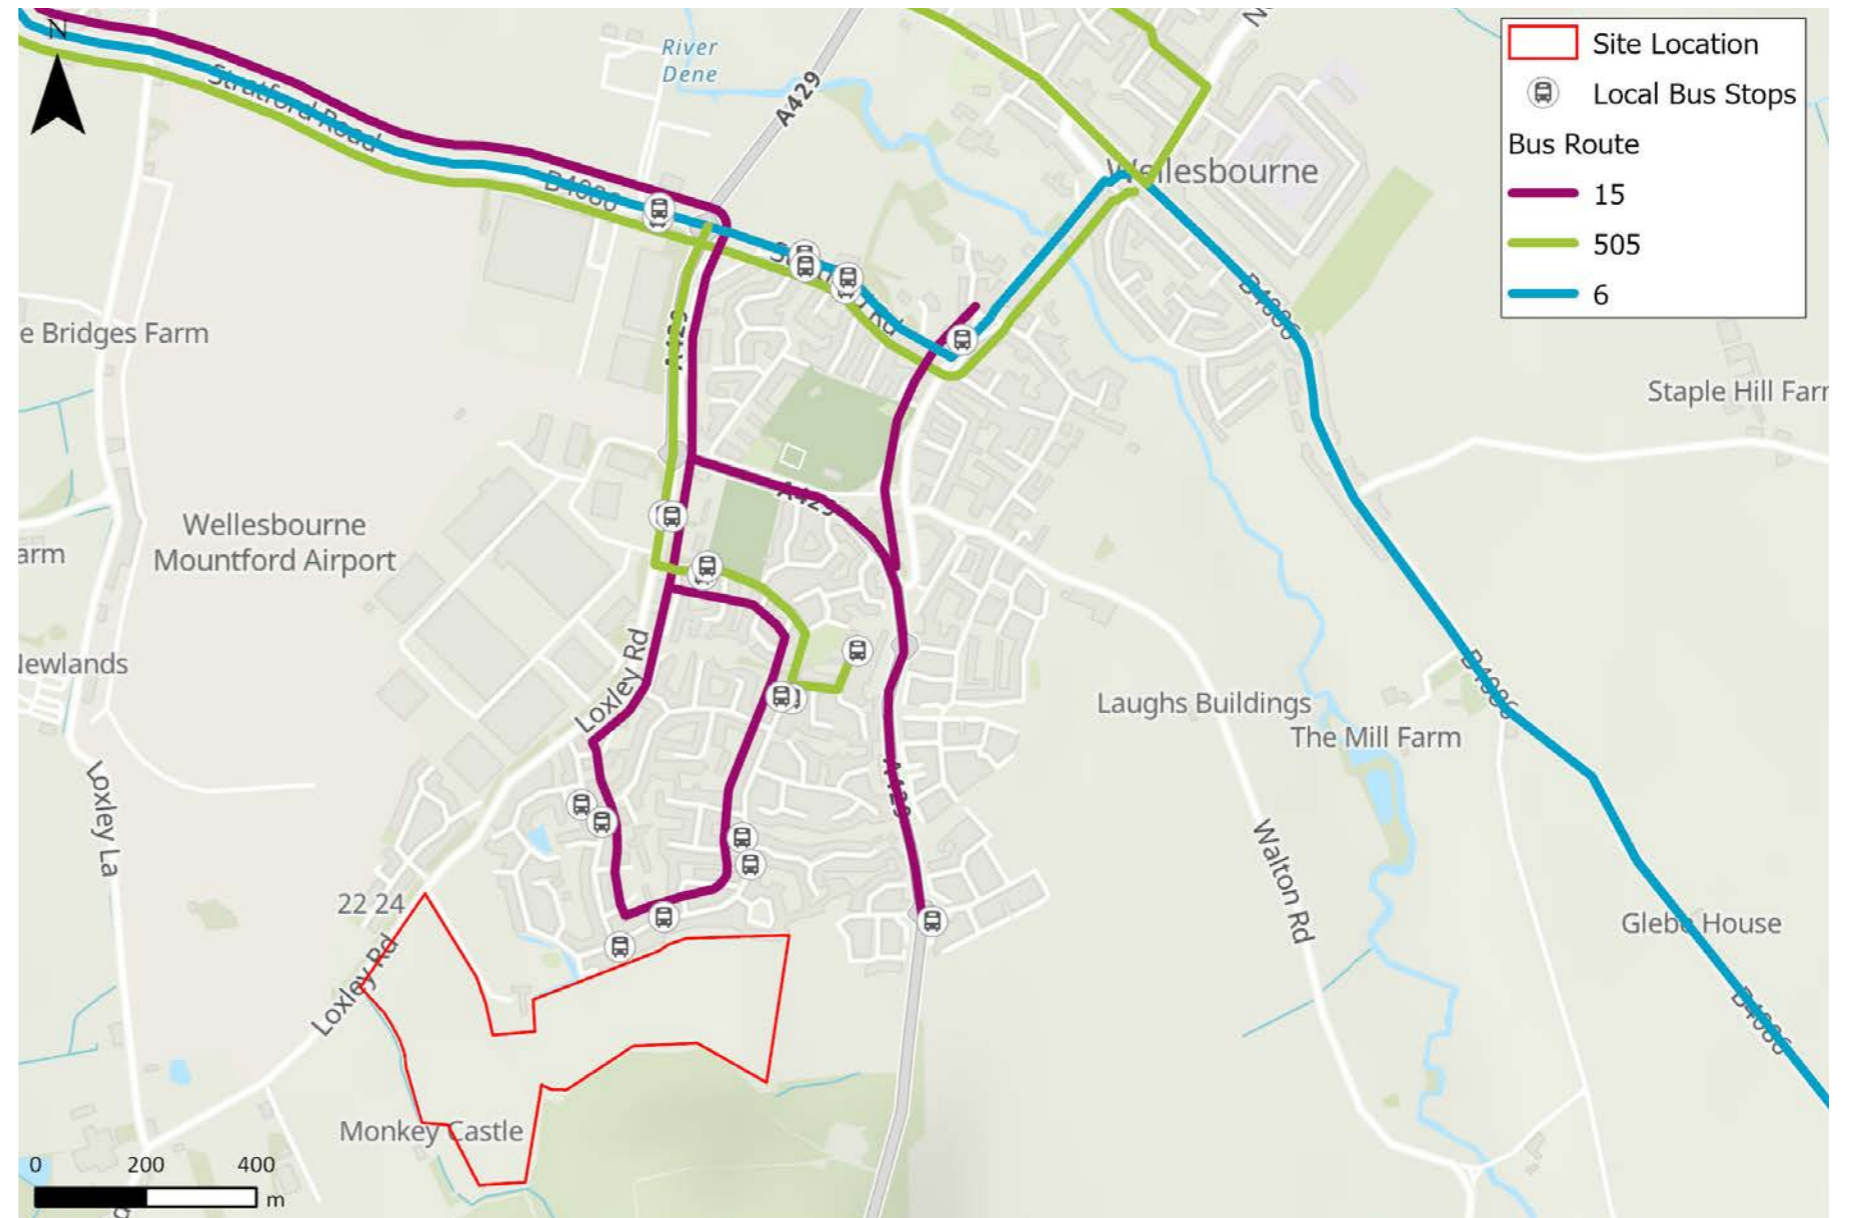 N
River
Dene
A429
Stratford Road
B4086
Wellesbourne
Site Location
Local Bus Stops
Bus Route
15
505
6
A429
B4086
e Bridges Farm
Staple Hill Farr
Wellesbourne
Mountford Airport
A429
arm
Newlands
Loxley Rd
Laughs Buildings
The Mill Farm
B4086
A429
Loxley La
Walton Rd
22 24
Glebe House
Loxley Rd
B4086
Monkey Castle
0 200 400
m